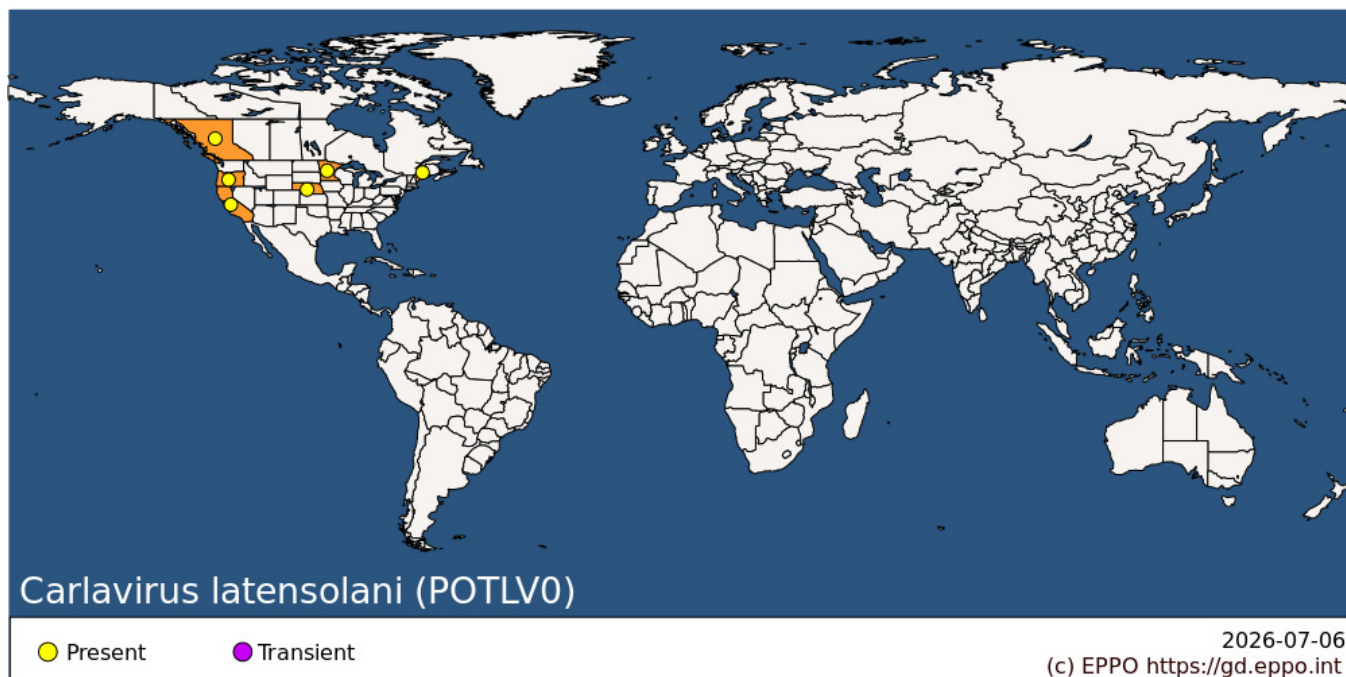 Carlavirus latensolani (POTLV0)
Present
Transient
2026-07-06
(c) EPPO https://gd.eppo.int